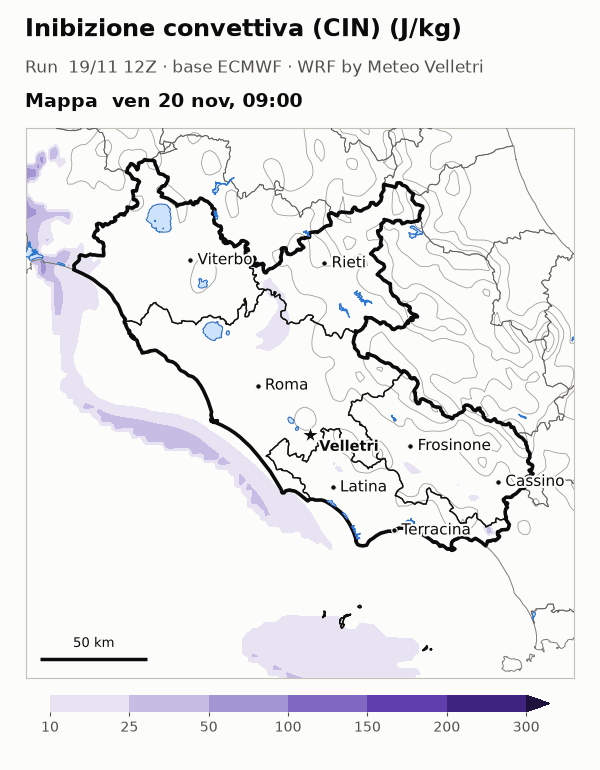 Inibizione convettiva (CIN) (J/kg)
Run  19/11 12Z · base ECMWF · WRF by Meteo Velletri
Mappa  ven 20 nov, 09:00
Viterbo
Rieti
Roma
Velletri
Frosinone
Cassino
Latina
Terracina
50 km
10 25 50 100 150 200 300